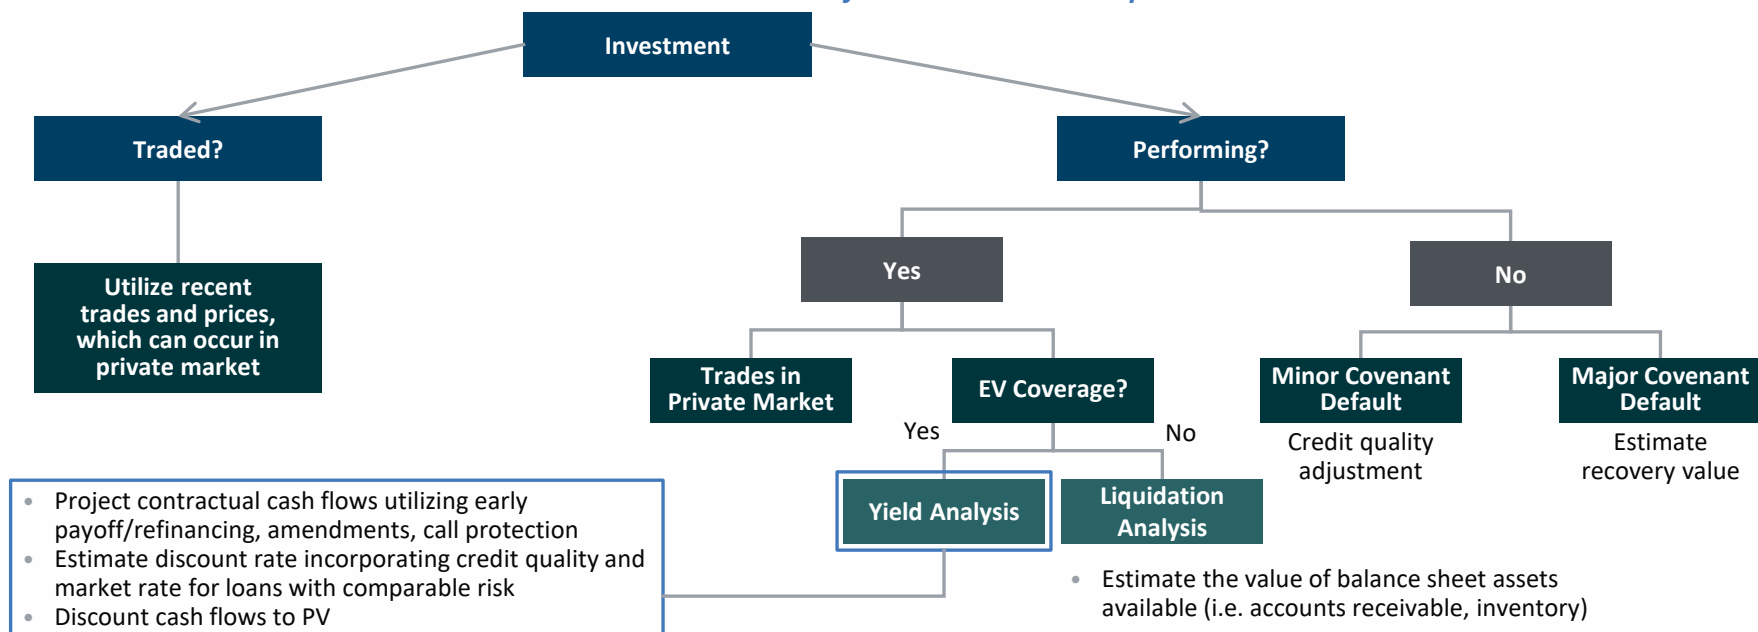 Investment
Traded?
Performing?
Utilize recent
trades and prices,
which can occur in
private market
Yes
No
Trades in
Private Market
EV Coverage?
Minor Covenant
Default
Major Covenant
Default
Credit quality
adjustment
Estimate
recovery value
Yes
No
Yield Analysis
Liquidation
Analysis
• Project contractual cash flows utilizing early
payoff/refinancing, amendments, call protection
• Estimate discount rate incorporating credit quality and
market rate for loans with comparable risk
• Discount cash flows to PV
• Estimate the value of balance sheet assets
available (i.e. accounts receivable, inventory)